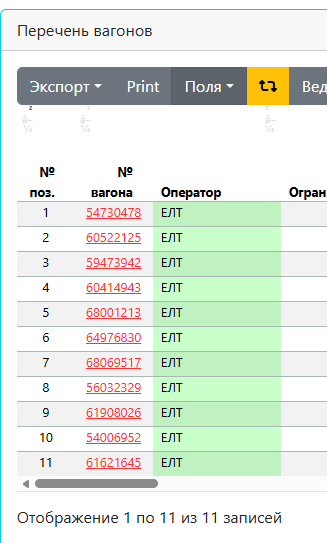 Перечень вагонов
Экспорт Print Поля Вед
№ поз. № вагона Оператор Огран
1 54730478 ЕЛТ
2 60522125 ЕЛТ
3 59473942 ЕЛТ
4 60414943 ЕЛТ
5 68001213 ЕЛТ
6 64976830 ЕЛТ
7 68069517 ЕЛТ
8 56032329 ЕЛТ
9 61908026 ЕЛТ
10 54006952 ЕЛТ
11 61621645 ЕЛТ
Отображение 1 по 11 из 11 записей